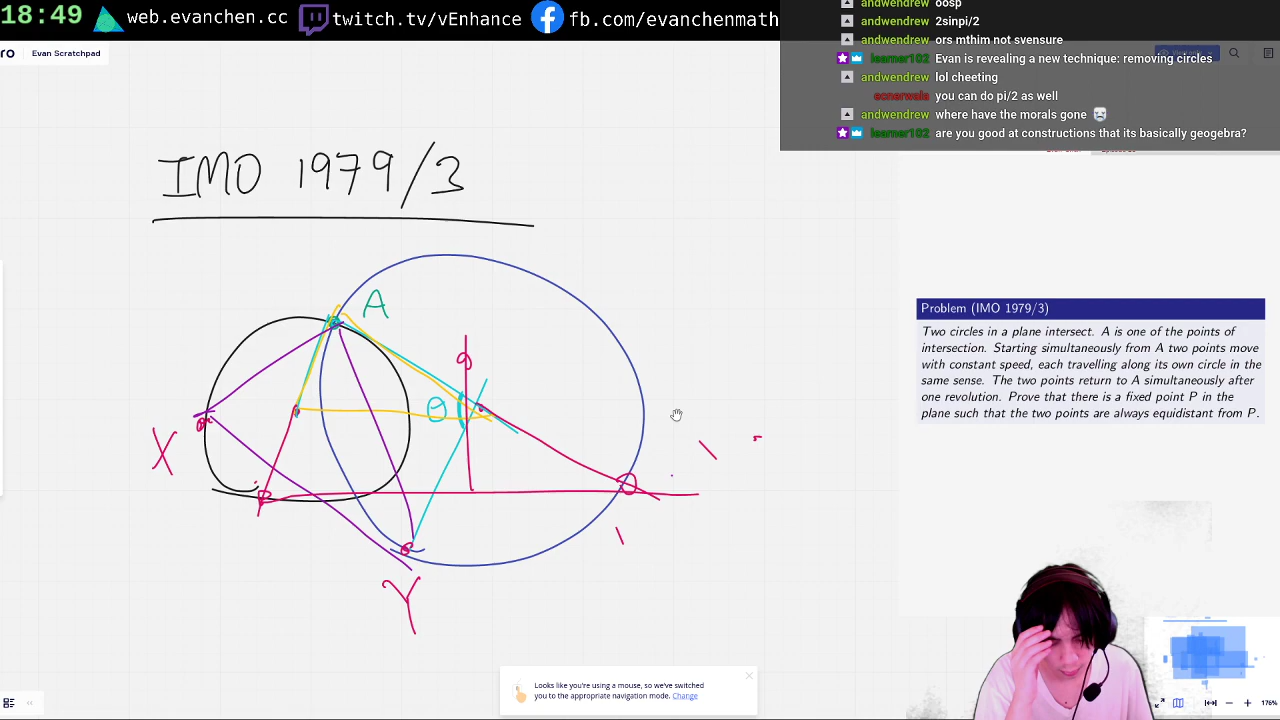 18:49 web.evanchen.cc twitch.tv/vEnhance fb.com/evanchenmath
andwendrew oosp
andwendrew 2sinpi/2
andwendrew ors mthim not svensure
learner102 Evan is revealing a new technique: removing circles
andwendrew lol cheeting
ecnerwala you can do pi/2 as well
andwendrew where have the morals gone
learner102 are you good at constructions that its basically geogebra?
ro Evan Scratchpad
IMO 1979/3
A
θ
X
Y
Problem (IMO 1979/3)
Two circles in a plane intersect. A is one of the points of
intersection. Starting simultaneously from A two points move
with constant speed, each travelling along its own circle in the
same sense. The two points return to A simultaneously after
one revolution. Prove that there is a fixed point P in the
plane such that the two points are always equidistant from P.
Looks like you're using a mouse, so we've switched
you to the appropriate navigation mode. Change
176%